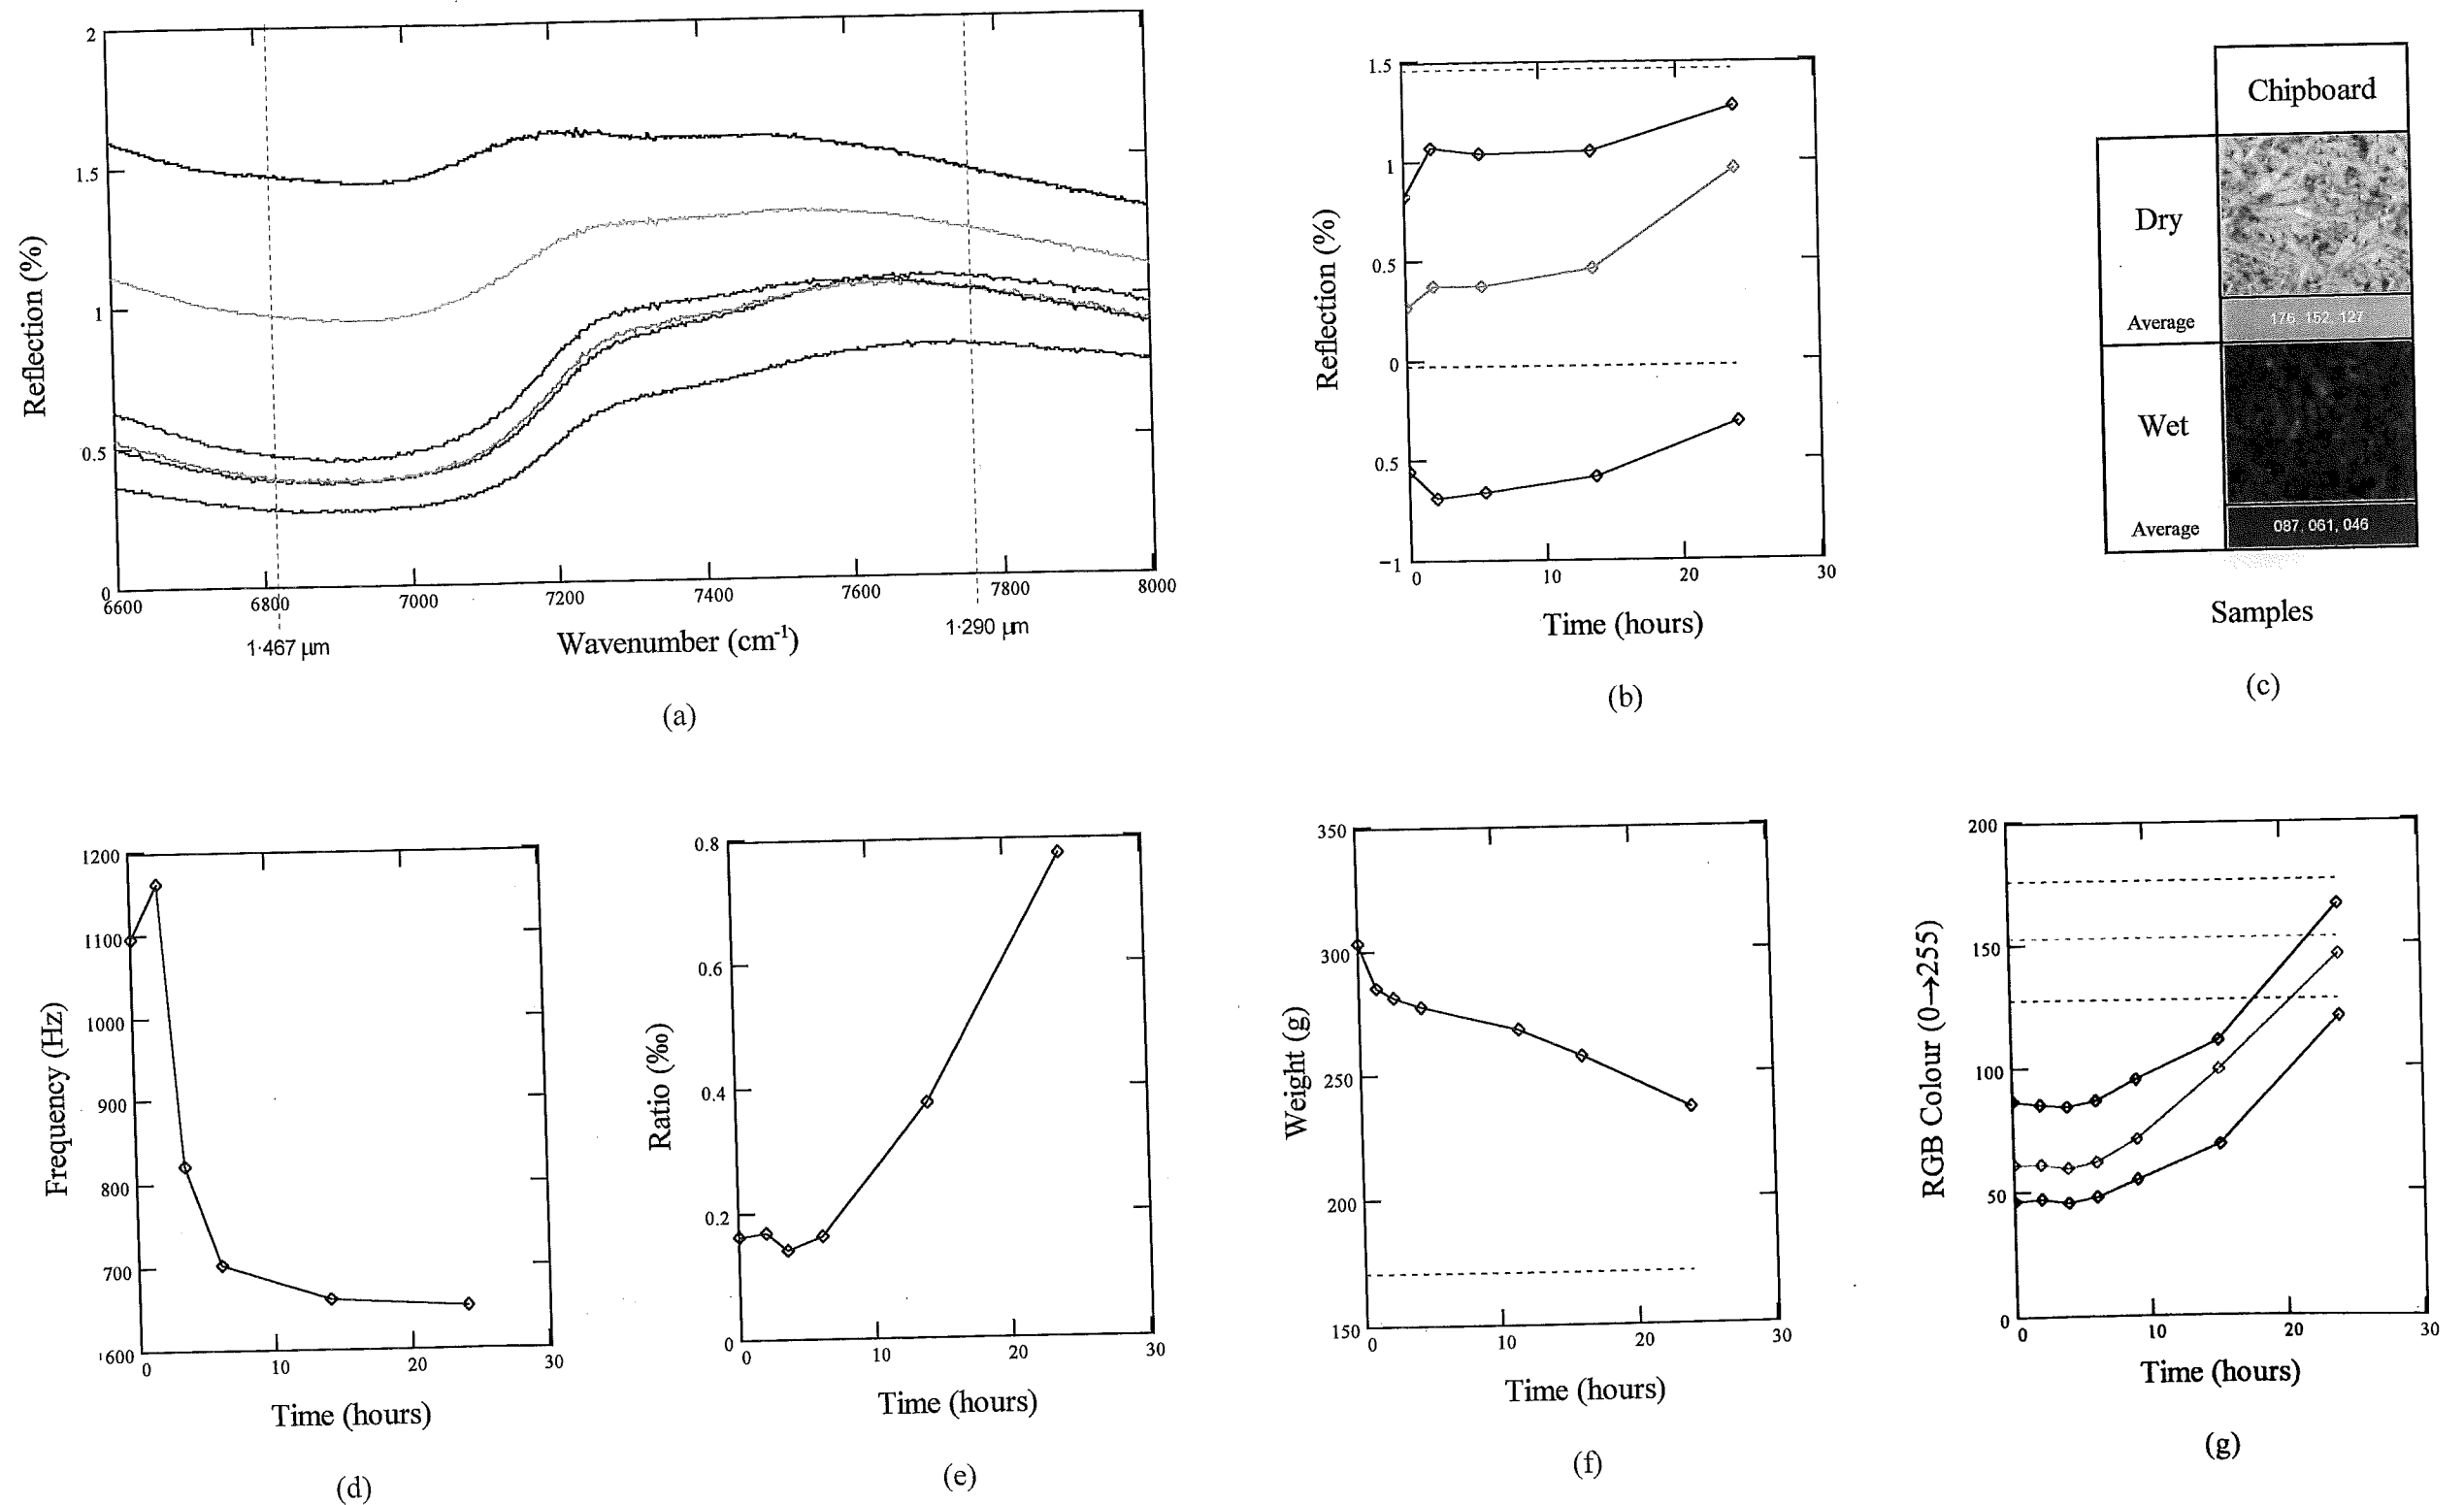 2
1.5
1
0.5
0
Reflection (%)
6600 6800 7000 7200 7400 7600 7800 8000
1·467 µm
Wavenumber (cm-1)
1·290 µm
(a)
1.5
1
0.5
0
0.5
−1
Reflection (%)
0 10 20 30
Time (hours)
(b)
Chipboard
Dry
Average 176, 152, 127
Wet
Average 087, 061, 046
Samples
(c)
1200
1100
1000
900
800
700
600
Frequency (Hz)
0 10 20 30
Time (hours)
(d)
0.8
0.6
0.4
0.2
0
Ratio (‰)
0 10 20 30
Time (hours)
(e)
350
300
250
200
150
Weight (g)
0 10 20 30
Time (hours)
(f)
200
150
100
50
0
RGB Colour (0→255)
0 10 20 30
Time (hours)
(g)